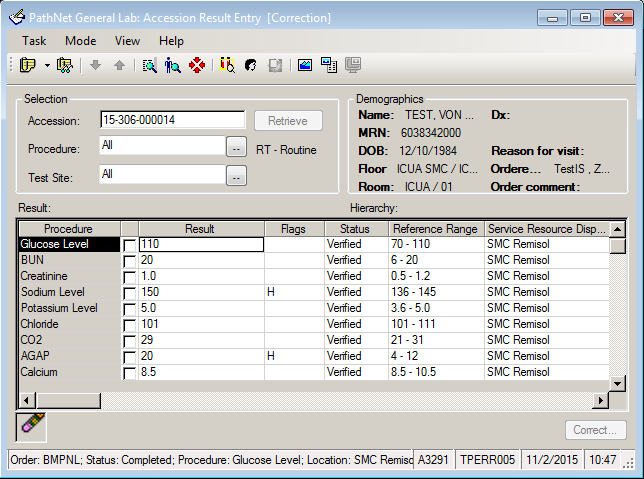 PathNet General Lab: Accession Result Entry [Correction]
Task Mode View Help
Selection
Accession: 15-306-000014 Retrieve
Procedure: All .. RT - Routine
Test Site: All ..
Demographics
Name: TEST, VON ... Dx:
MRN: 6038342000
DOB: 12/10/1984 Reason for visit:
Floor ICUA SMC / IC... Ordere... TestIS , Z...
Room: ICUA / 01 Order comment:
Result: Hierarchy:
Procedure Result Flags Status Reference Range Service Resource Disp...
Glucose Level 110 Verified 70 - 110 SMC Remisol
BUN 20 Verified 6 - 20 SMC Remisol
Creatinine 1.0 Verified 0.5 - 1.2 SMC Remisol
Sodium Level 150 H Verified 136 - 145 SMC Remisol
Potassium Level 5.0 Verified 3.6 - 5.0 SMC Remisol
Chloride 101 Verified 101 - 111 SMC Remisol
CO2 29 Verified 21 - 31 SMC Remisol
AGAP 20 H Verified 4 - 12 SMC Remisol
Calcium 8.5 Verified 8.5 - 10.5 SMC Remisol
Correct...
Order: BMPNL; Status: Completed; Procedure: Glucose Level; Location: SMC Remisc A3291 TPERR005 11/2/2015 10:47